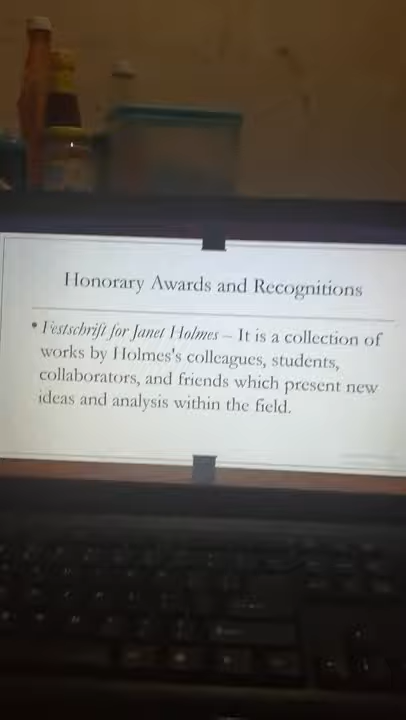 Honorary Awards and Recognitions
• Festschrift for Janet Holmes – It is a collection of
works by Holmes's colleagues, students,
collaborators, and friends which present new
ideas and analysis within the field.